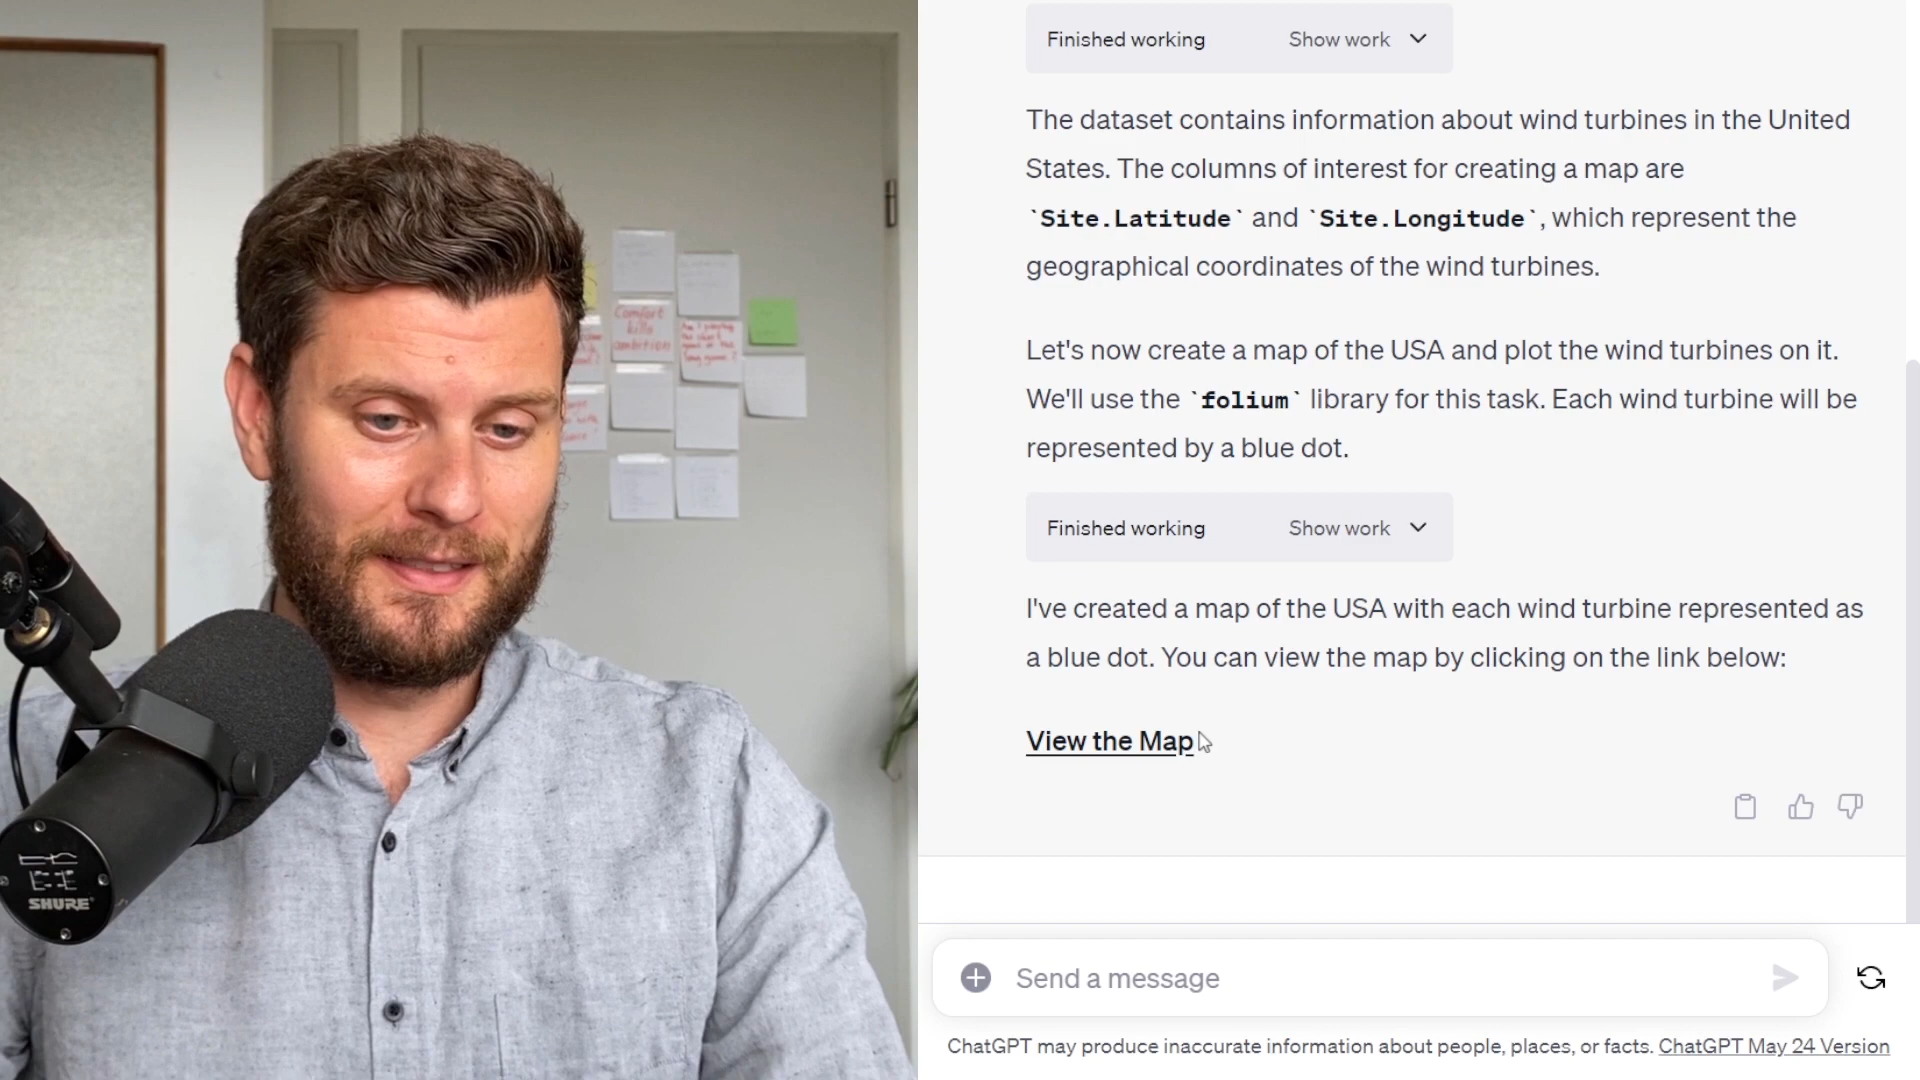 Finished working Show work
The dataset contains information about wind turbines in the United
States. The columns of interest for creating a map are
`Site.Latitude` and `Site.Longitude`, which represent the
geographical coordinates of the wind turbines.
Let's now create a map of the USA and plot the wind turbines on it.
We'll use the `folium` library for this task. Each wind turbine will be
represented by a blue dot.
Finished working Show work
I've created a map of the USA with each wind turbine represented as
a blue dot. You can view the map by clicking on the link below:
View the Map
Send a message
ChatGPT may produce inaccurate information about people, places, or facts. ChatGPT May 24 Version
Comfort
kills
ambition
SHURE